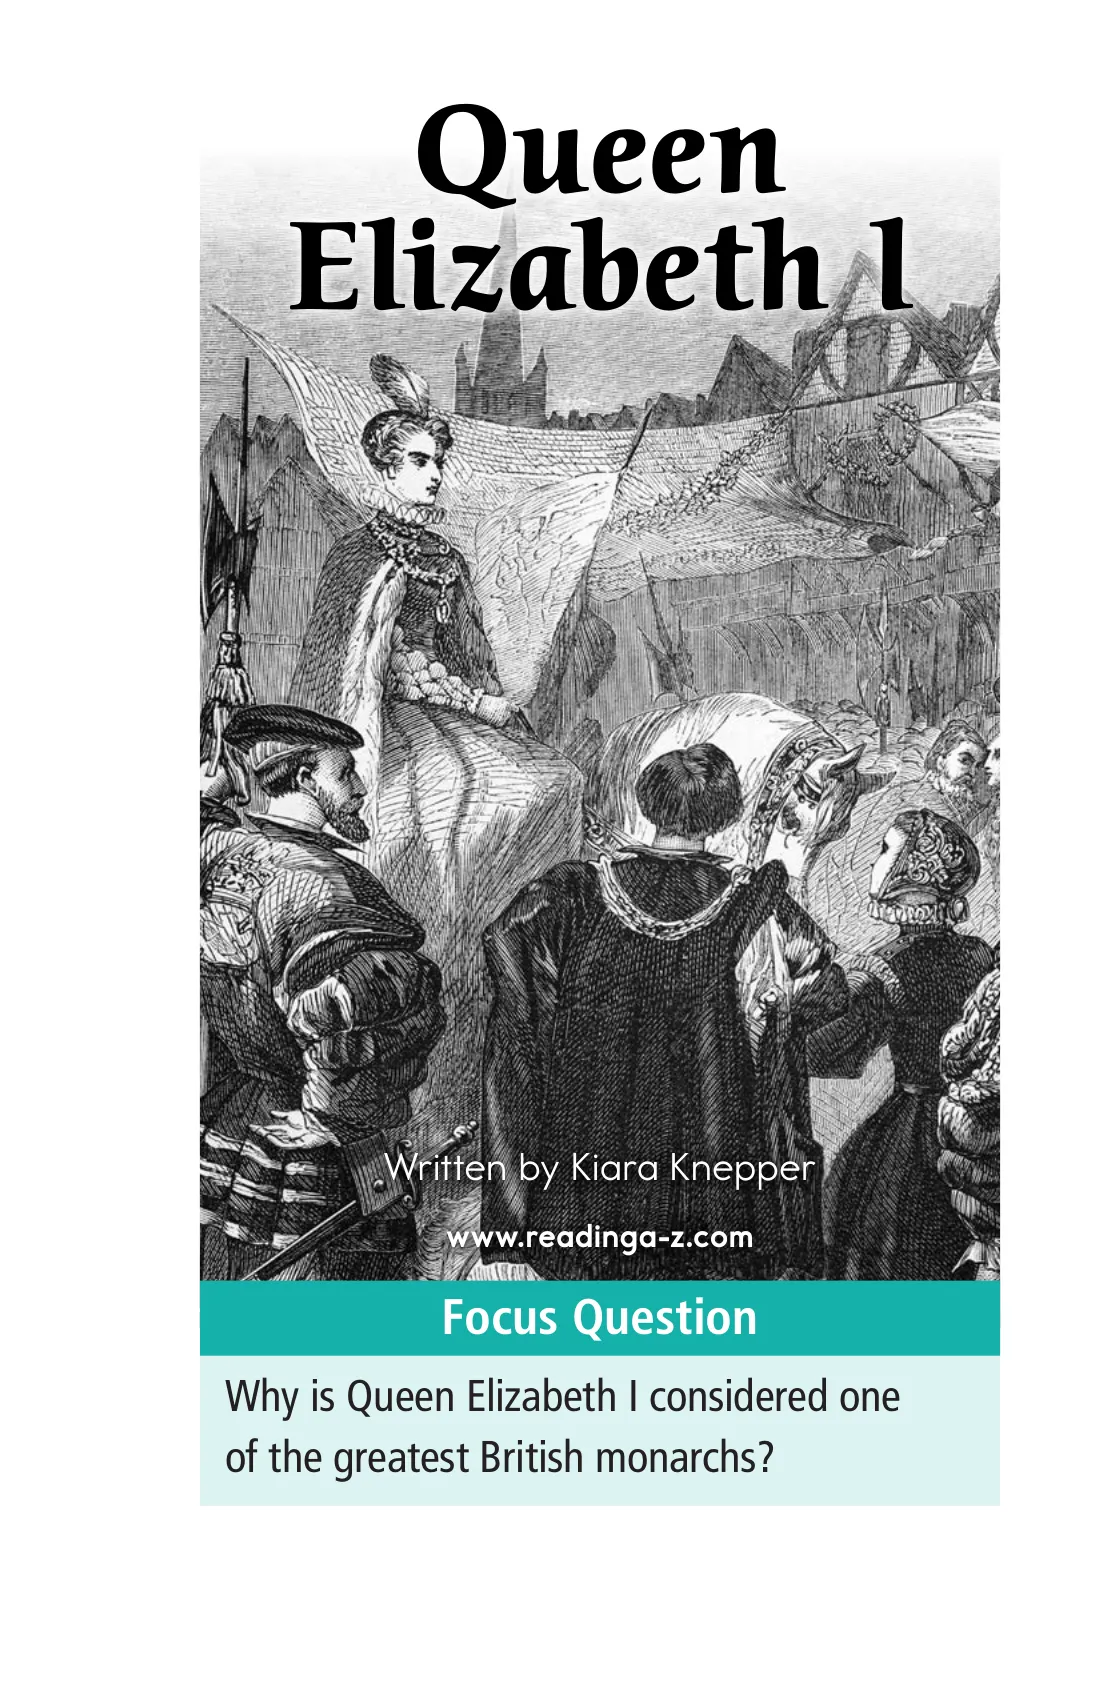 Queen
Elizabeth I
Written by Kiara Knepper
www.readinga-z.com
Focus Question
Why is Queen Elizabeth I considered one
of the greatest British monarchs?